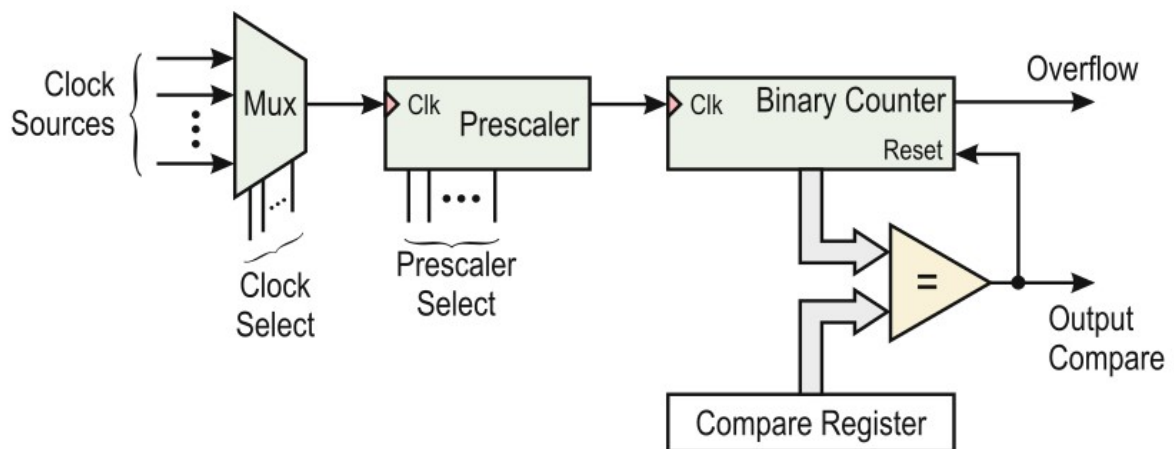 Clock
Sources
Mux
Clk
Prescaler
Clk
Binary Counter
Reset
Overflow
Clock
Select
Prescaler
Select
=
Output
Compare
Compare Register